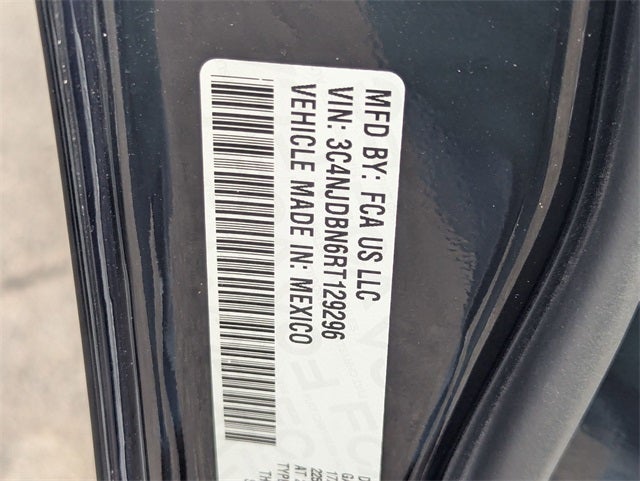 MFD BY: FCA US LLC
VIN: 3C4NJDBN6RT129296
VEHICLE MADE IN: MEXICO